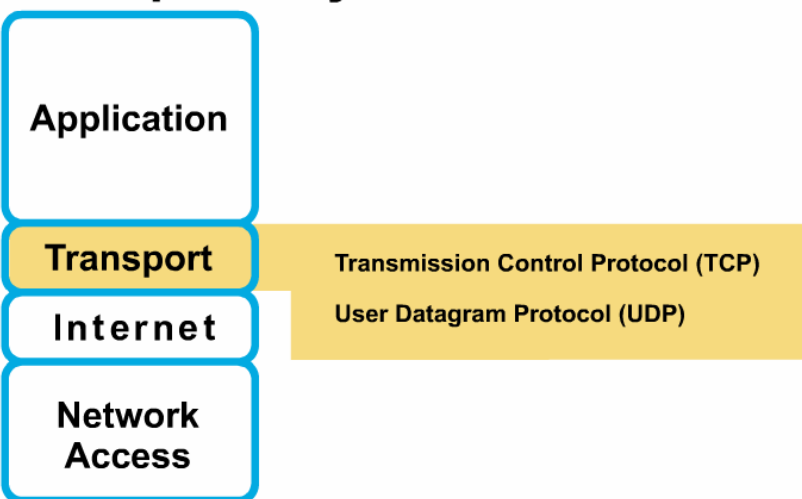 Application
Transport
Transmission Control Protocol (TCP)
User Datagram Protocol (UDP)
Internet
Network
Access